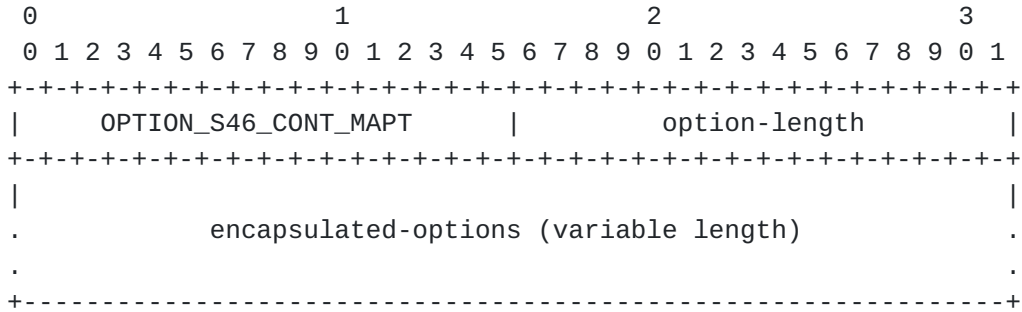 0                   1                   2                   3
 0 1 2 3 4 5 6 7 8 9 0 1 2 3 4 5 6 7 8 9 0 1 2 3 4 5 6 7 8 9 0 1
+-+-+-+-+-+-+-+-+-+-+-+-+-+-+-+-+-+-+-+-+-+-+-+-+-+-+-+-+-+-+-+-+
|     OPTION_S46_CONT_MAPT      |         option-length         |
+-+-+-+-+-+-+-+-+-+-+-+-+-+-+-+-+-+-+-+-+-+-+-+-+-+-+-+-+-+-+-+-+
|                                                               |
.            encapsulated-options (variable length)             .
.                                                               .
+---------------------------------------------------------------+